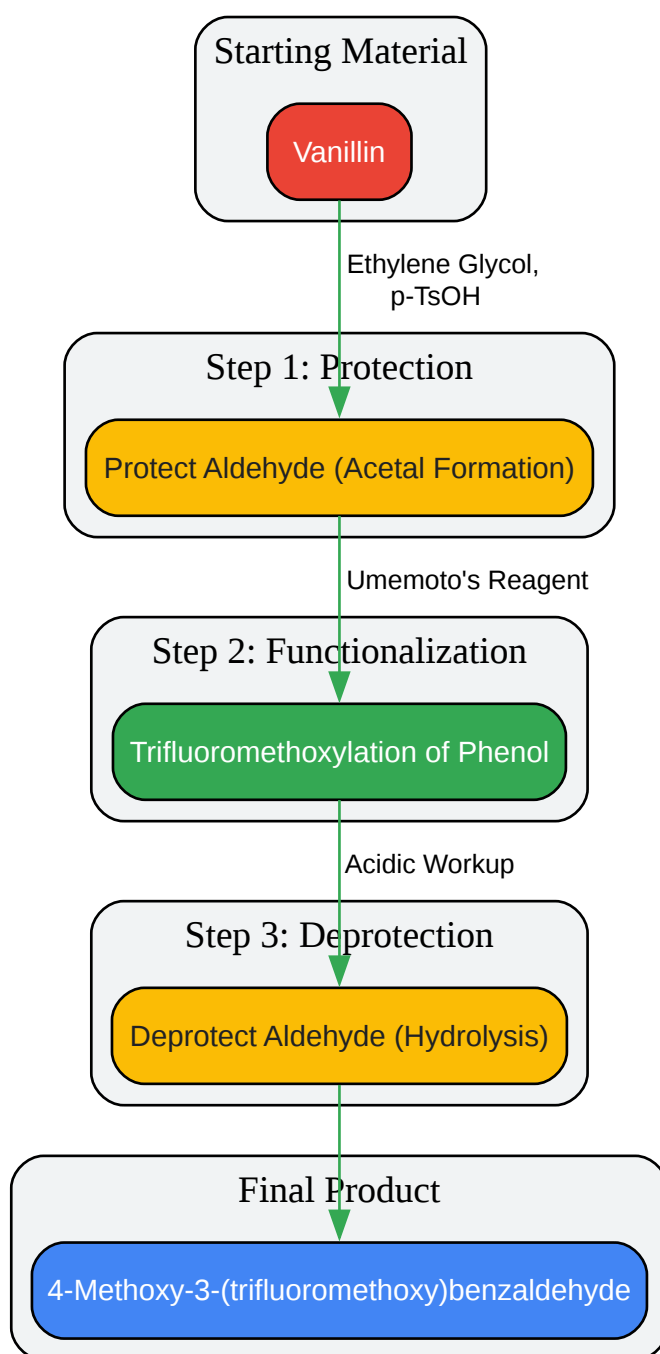 Starting Material
Vanillin
Ethylene Glycol,
p-TsOH
Step 1: Protection
Protect Aldehyde (Acetal Formation)
Umemoto's Reagent
Step 2: Functionalization
Trifluoromethoxylation of Phenol
Acidic Workup
Step 3: Deprotection
Deprotect Aldehyde (Hydrolysis)
Final Product
4-Methoxy-3-(trifluoromethoxy)benzaldehyde